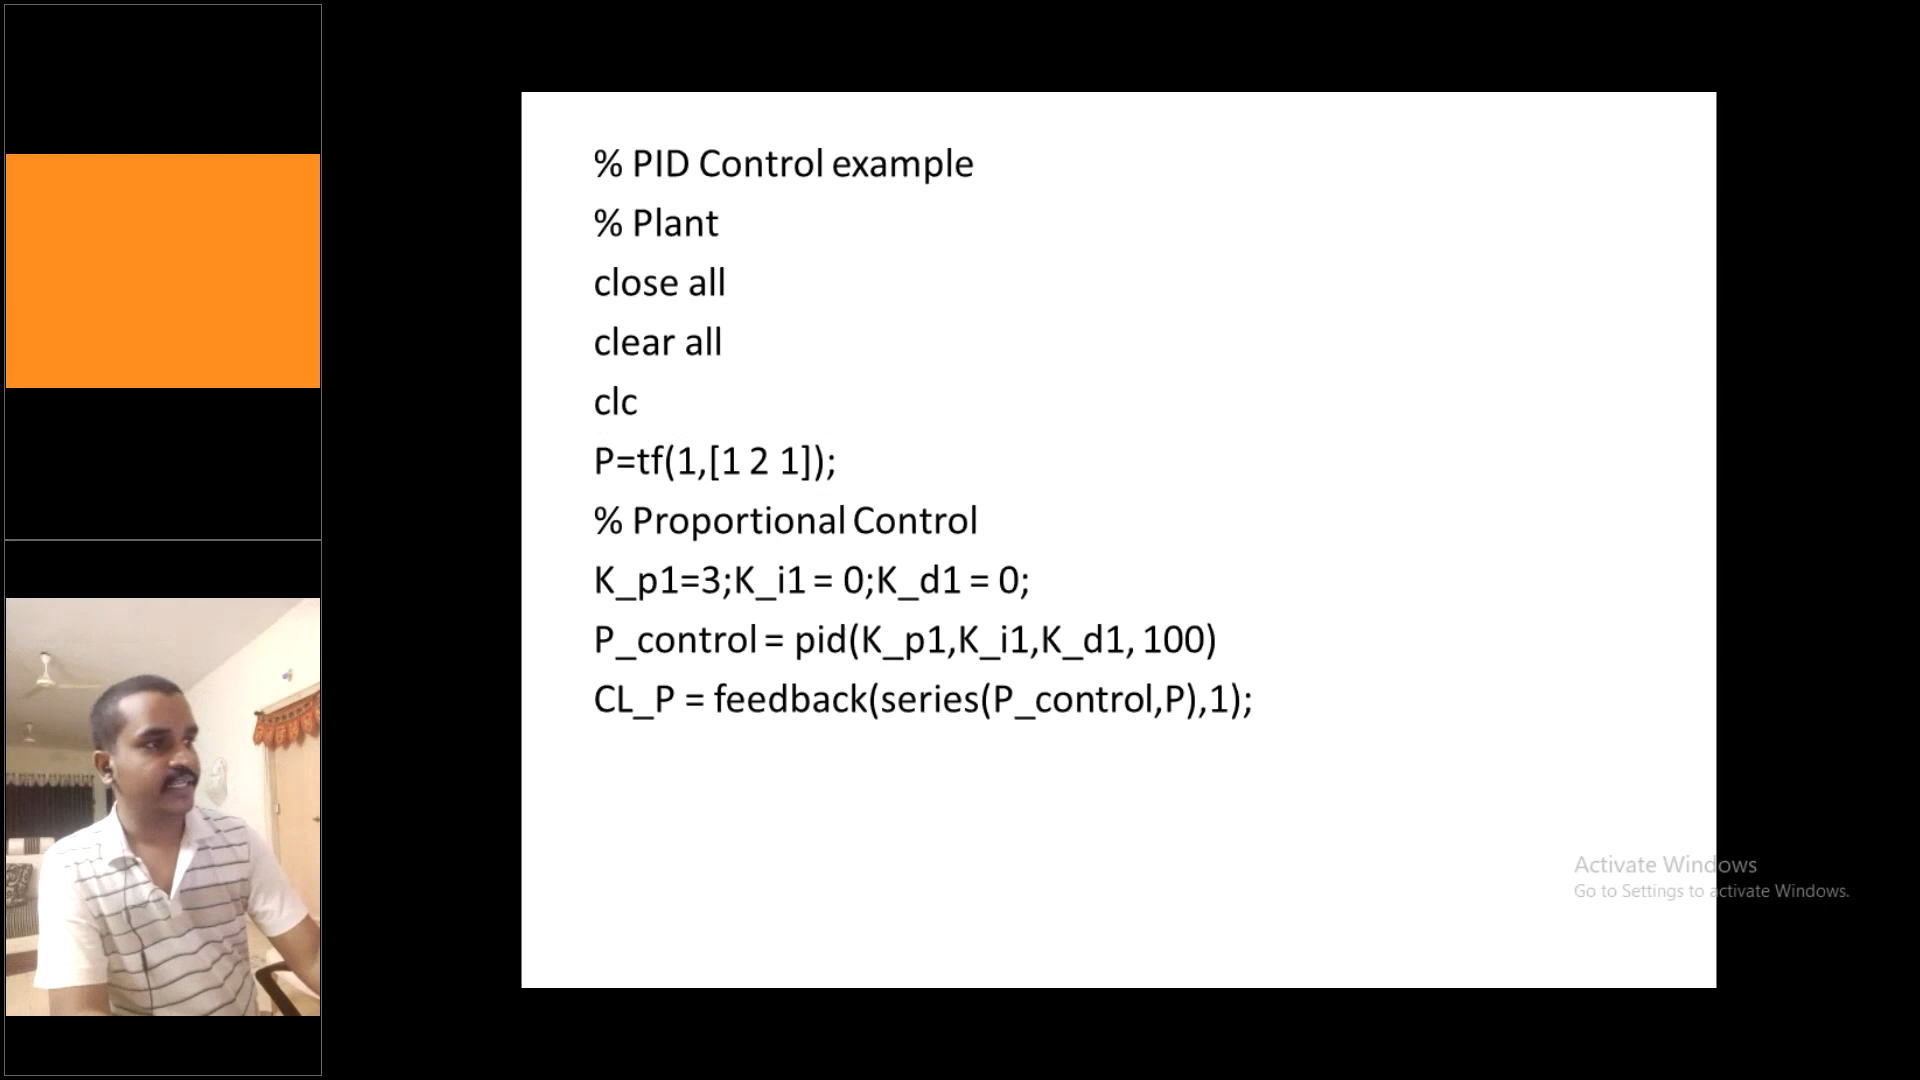 % PID Control example
% Plant
close all
clear all
clc
P=tf(1,[1 2 1]);
% Proportional Control
K_p1=3;K_i1 = 0;K_d1 = 0;
P_control = pid(K_p1,K_i1,K_d1, 100)
CL_P = feedback(series(P_control,P),1);
Activate Windows
Go to Settings to activate Windows.